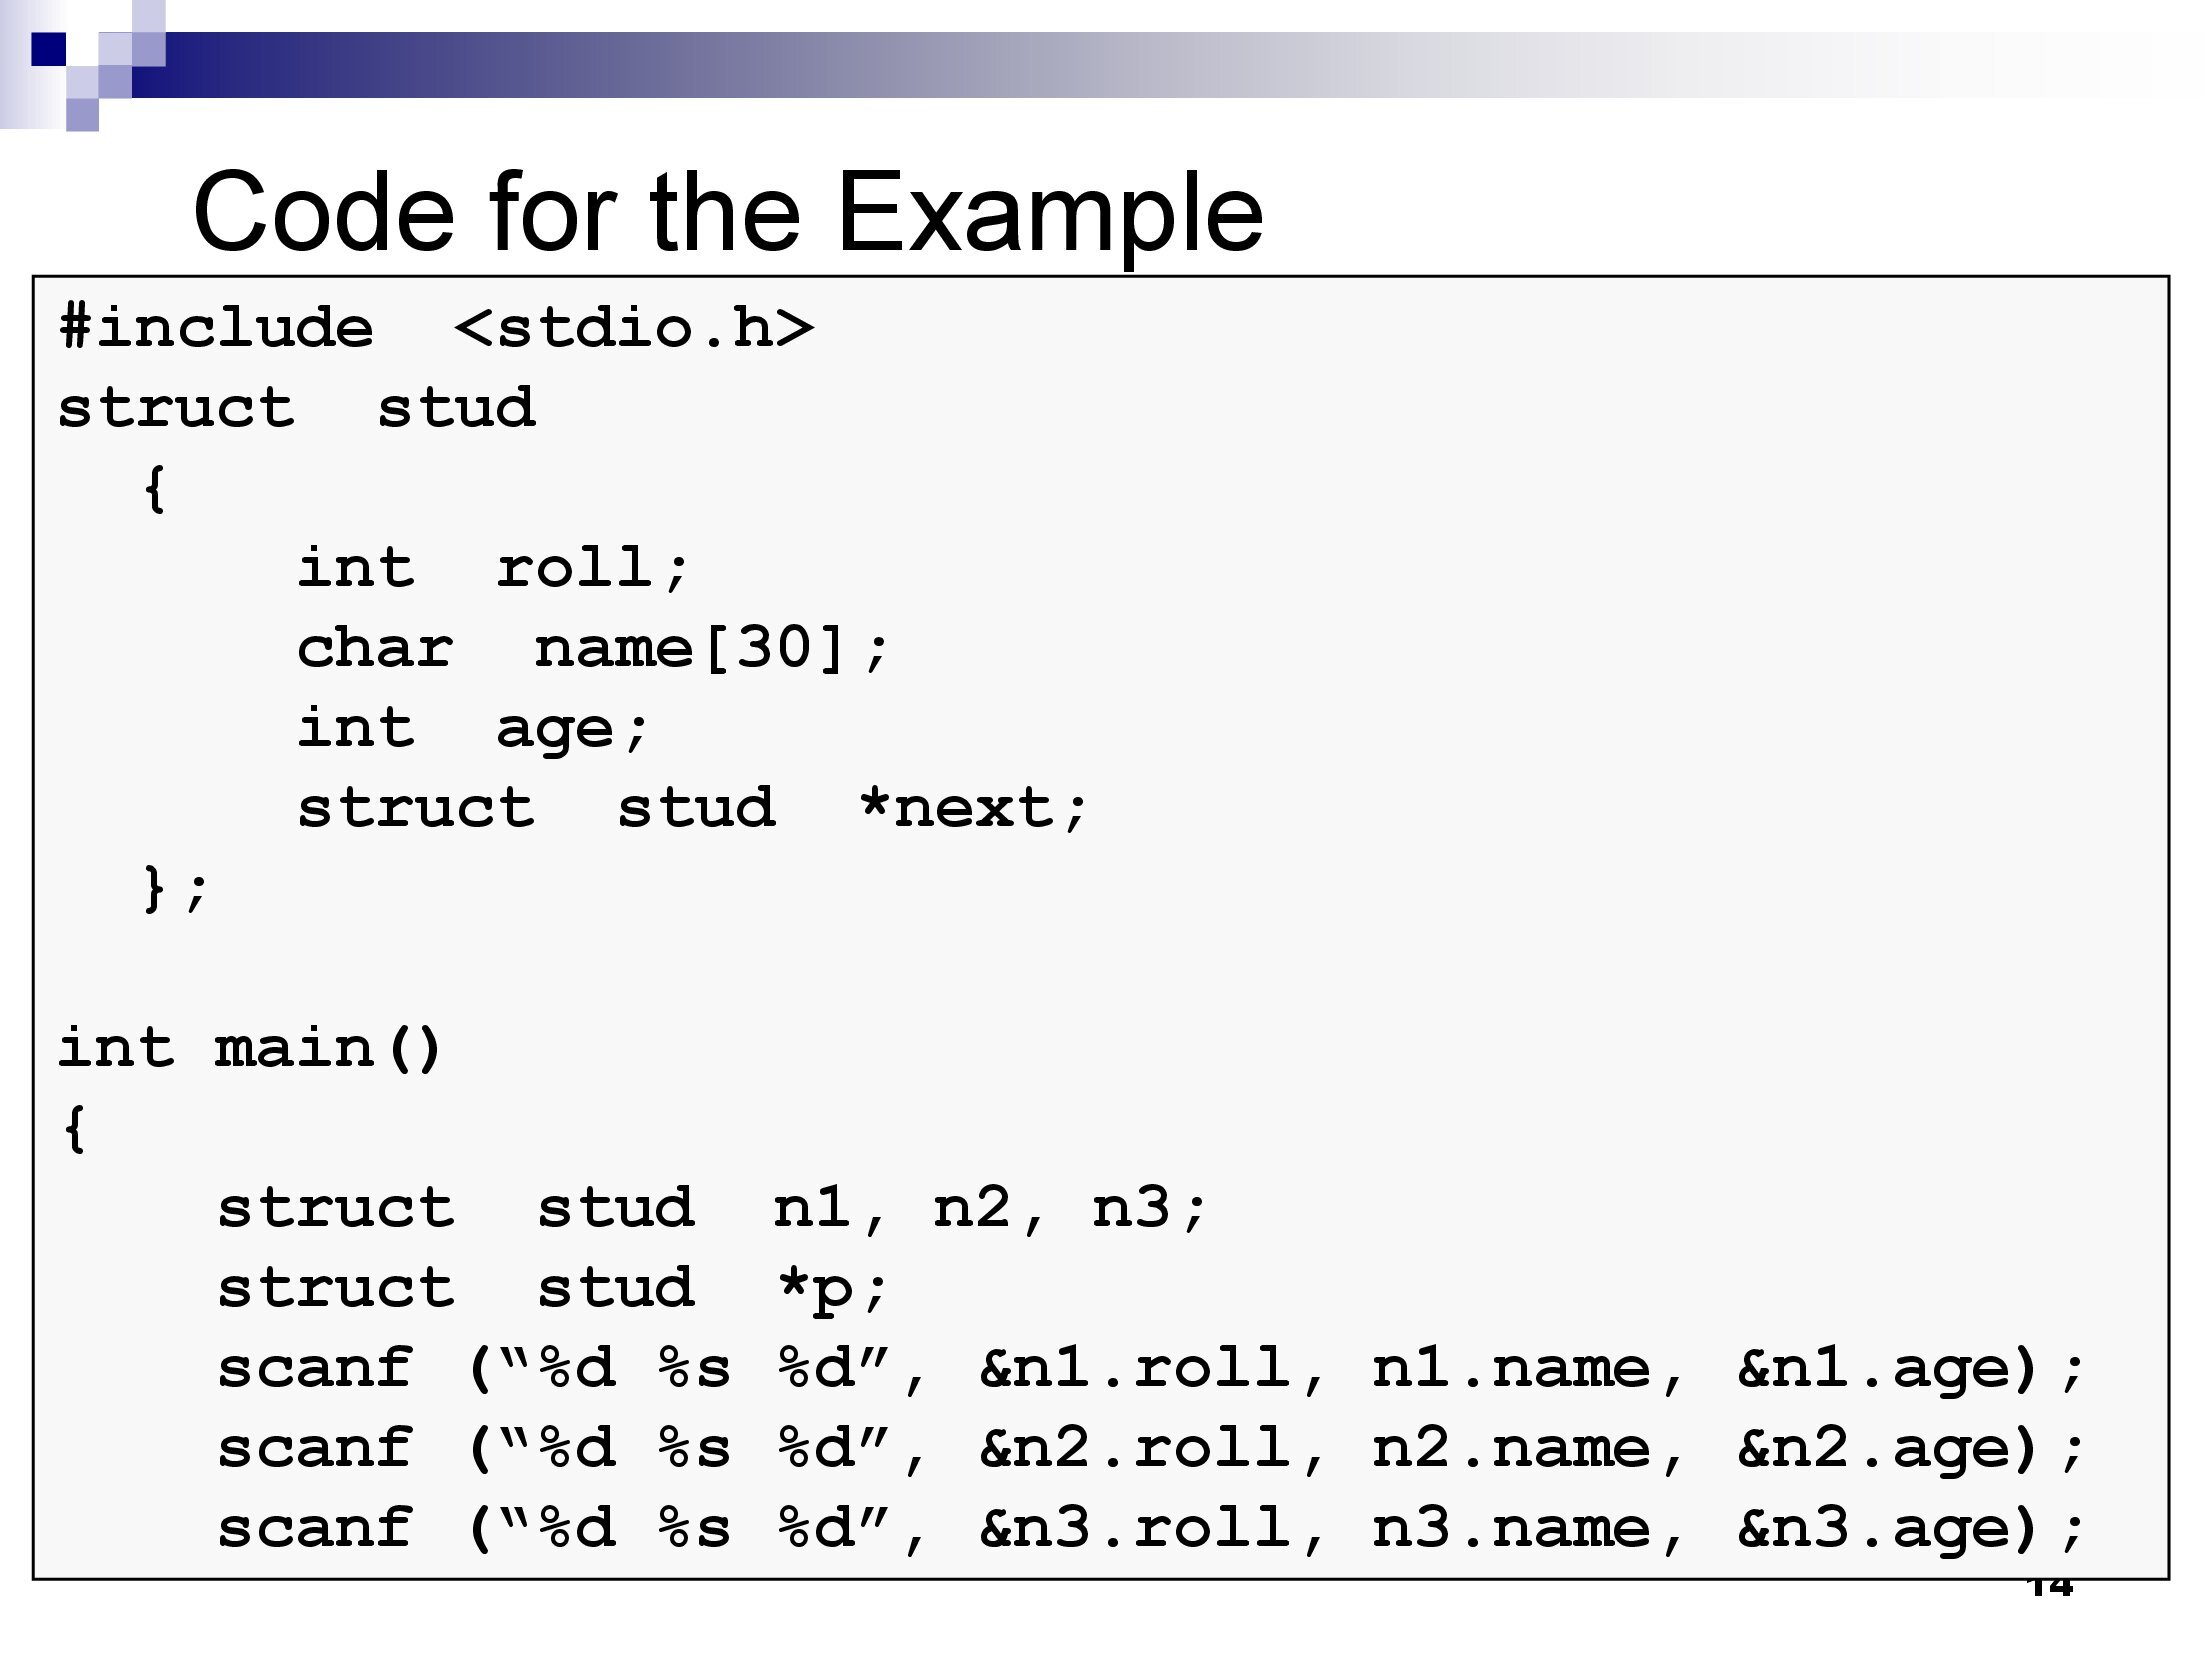 Code for the Example
#include  <stdio.h>
struct  stud
{
int  roll;
char  name[30];
int  age;
struct  stud  *next;
};
int main()
{
struct  stud  n1, n2, n3;
struct  stud  *p;
scanf (“%d %s %d”, &n1.roll, n1.name, &n1.age);
scanf (“%d %s %d”, &n2.roll, n2.name, &n2.age);
scanf (“%d %s %d”, &n3.roll, n3.name, &n3.age);
14